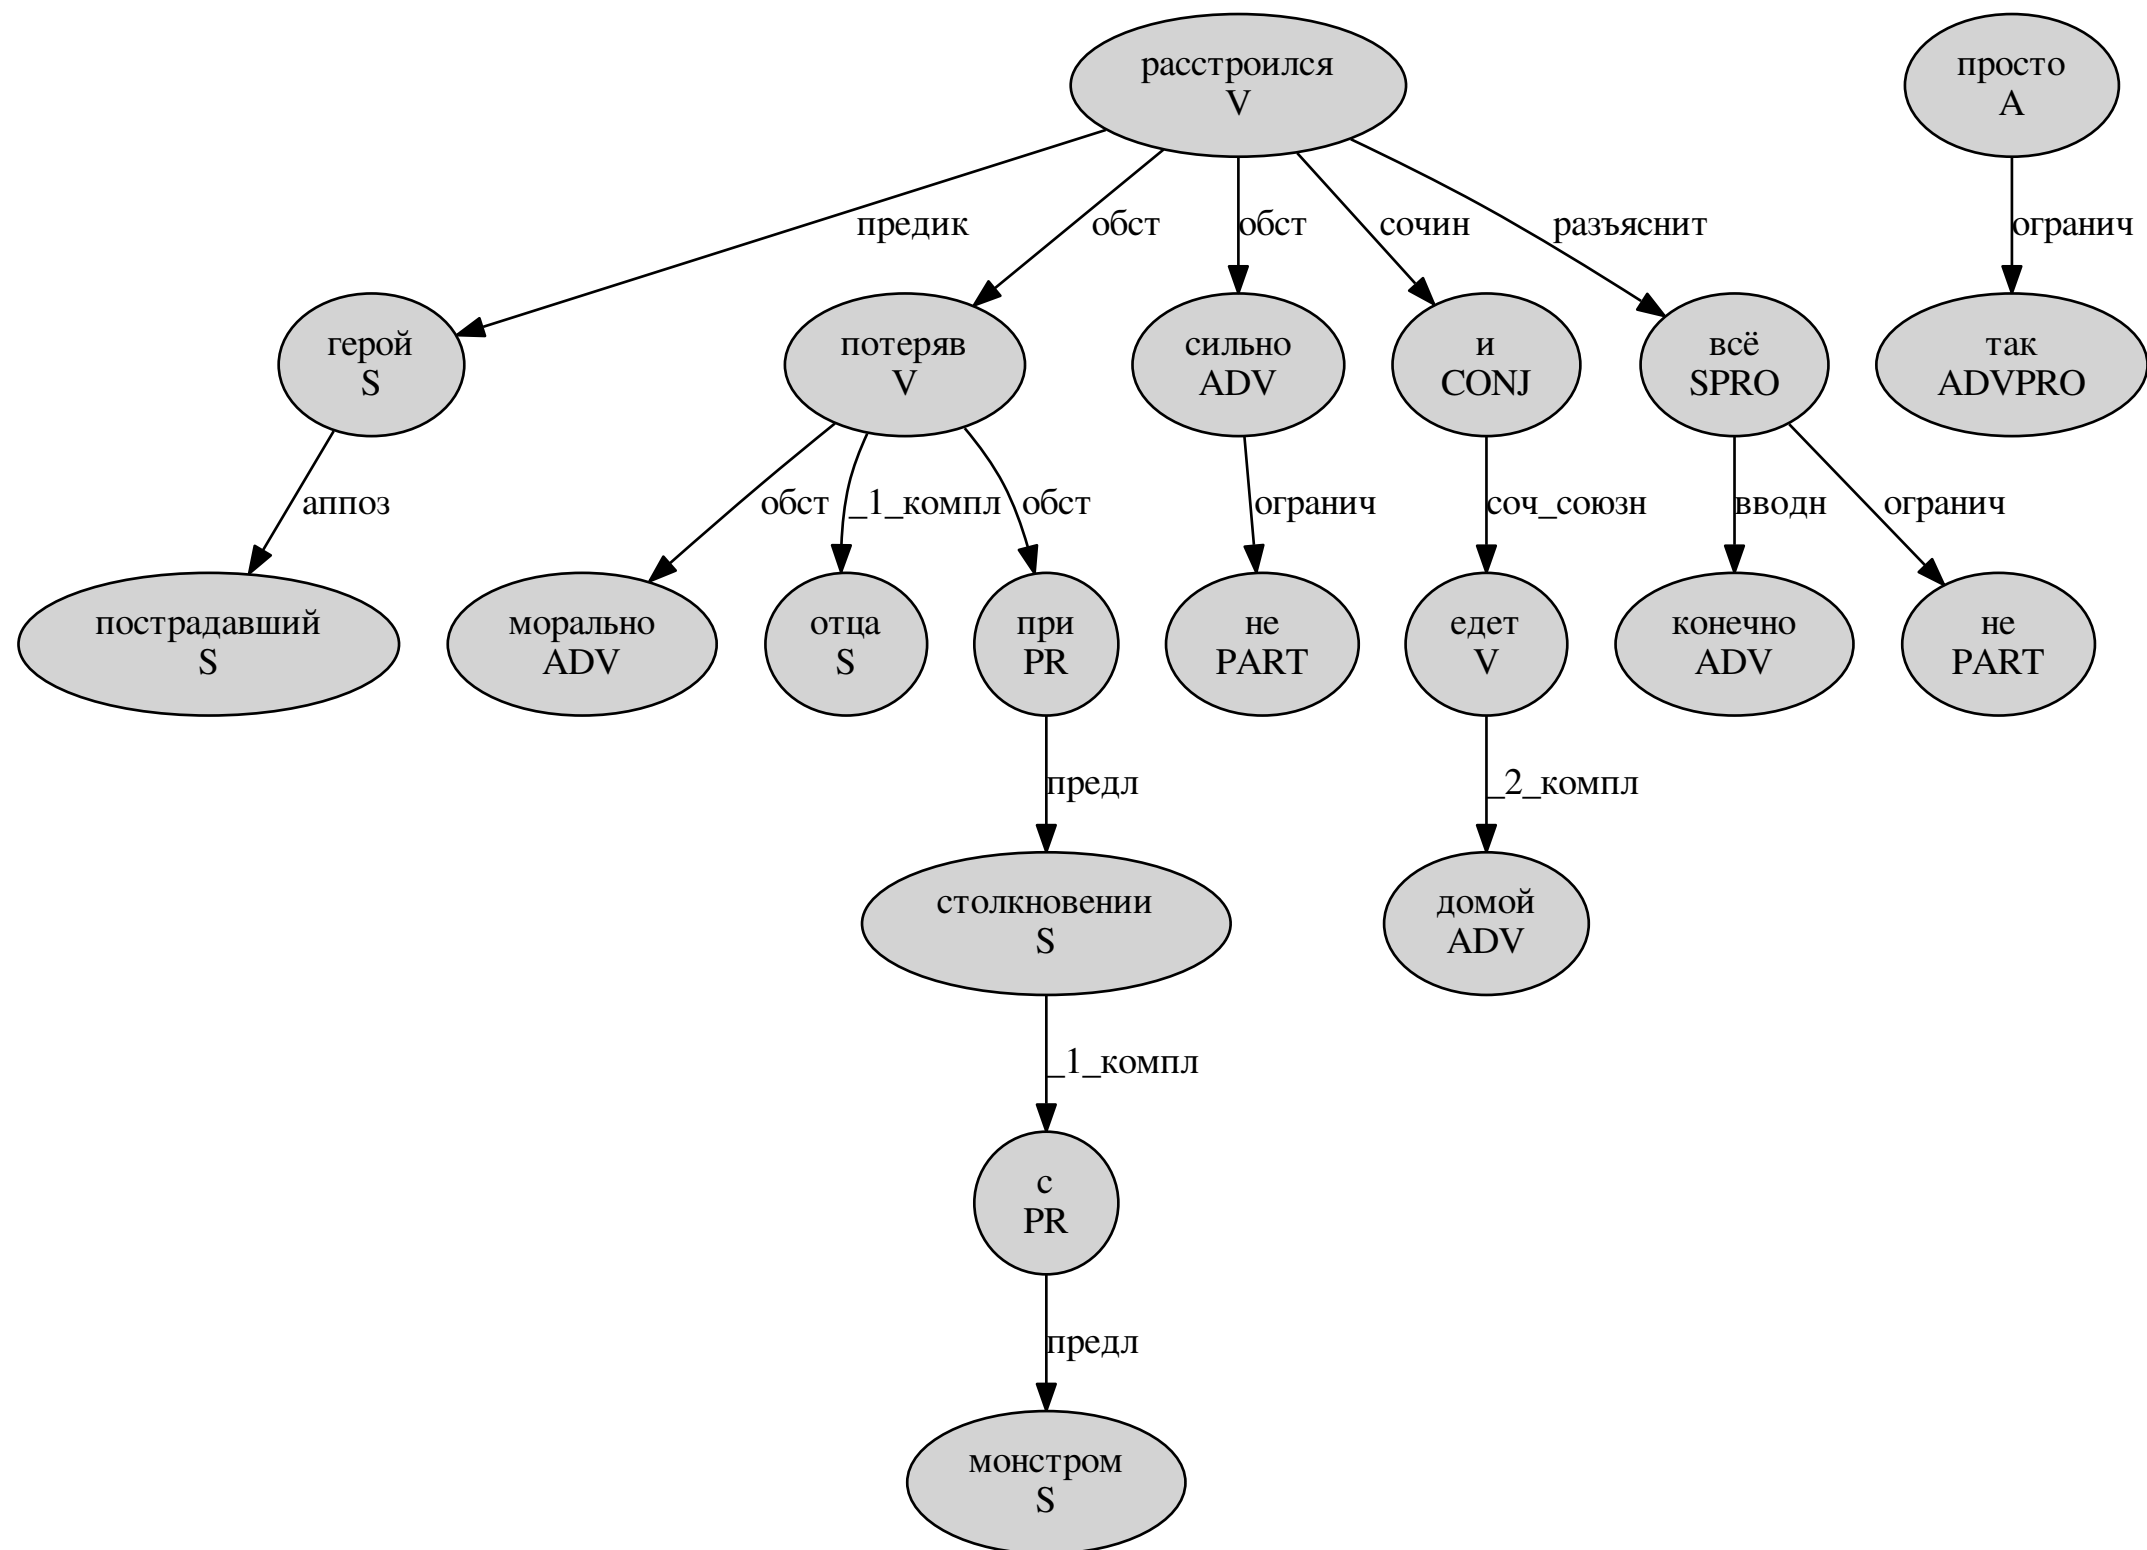 расстроился
V
просто
A
предик
обст
обст
сочин
разъяснит
огранич
герой
S
потеряв
V
сильно
ADV
и
CONJ
всё
SPRO
так
ADVPRO
аппоз
обст
_1_компл
обст
огранич
соч_союзн
вводн
огранич
пострадавший
S
морально
ADV
отца
S
при
PR
не
PART
едет
V
конечно
ADV
не
PART
предл
_2_компл
столкновении
S
домой
ADV
_1_компл
с
PR
предл
монстром
S